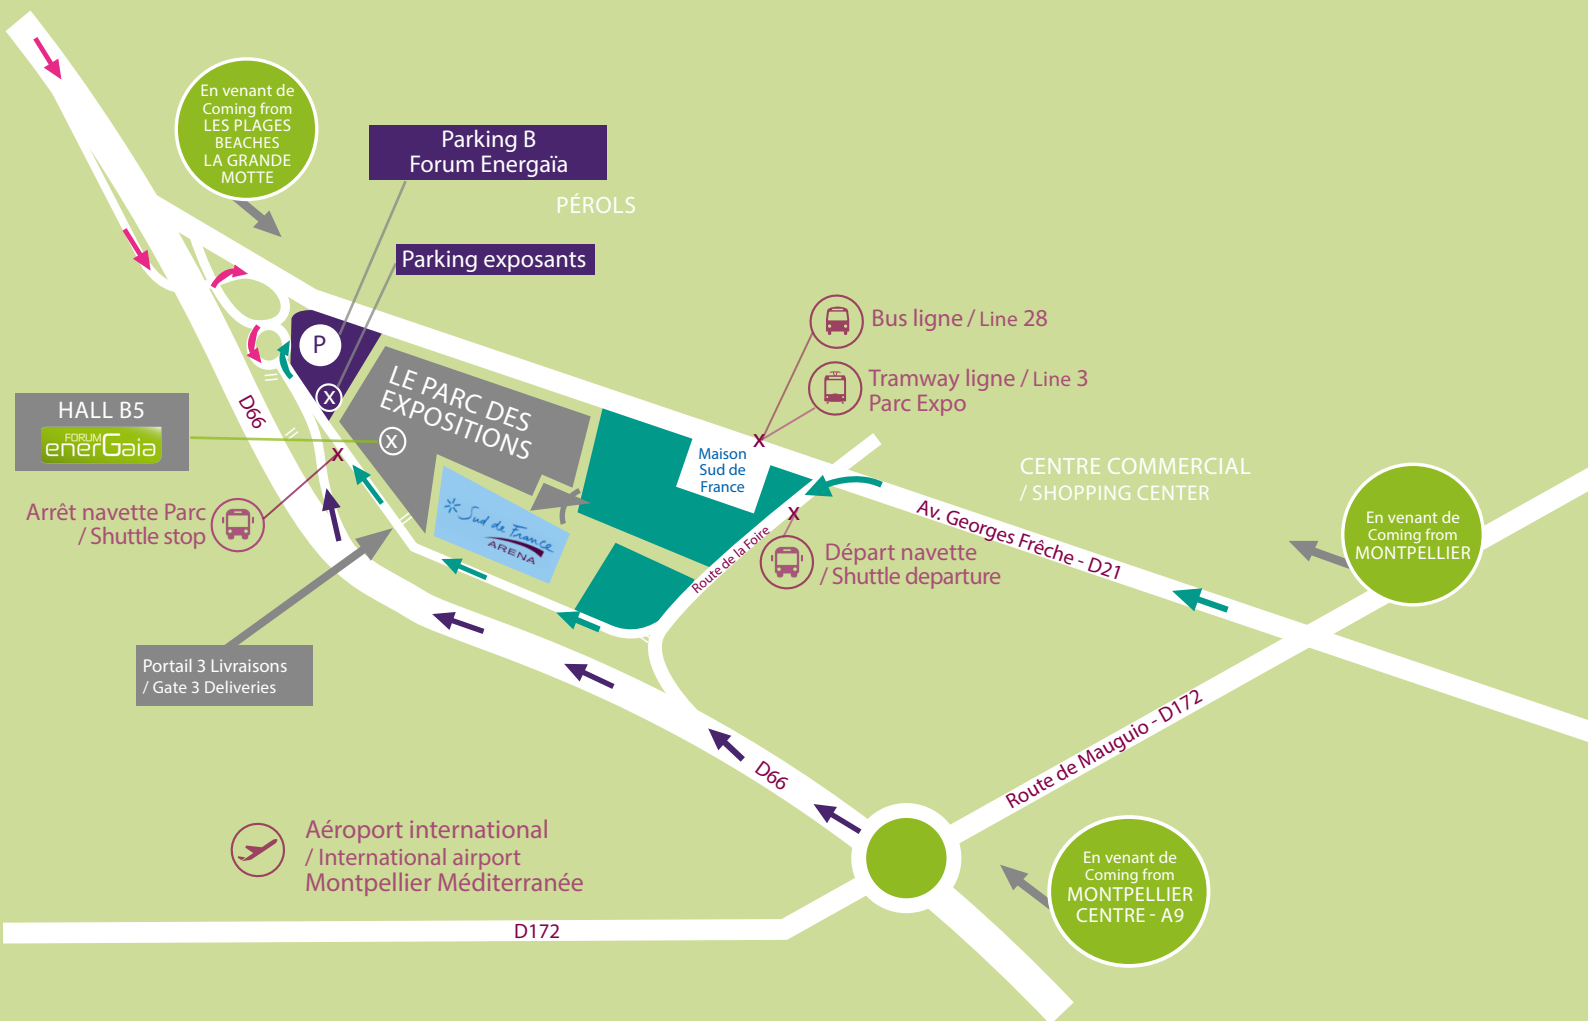 En venant de
Coming from
LES PLAGES
BEACHES
LA GRANDE
MOTTE
Parking B
Forum Energaïa
PÉROLS
Parking exposants
P
X
LE PARC DES
EXPOSITIONS
X
HALL B5
FORUM
enerGaia
D66
X
Arrêt navette Parc
/ Shuttle stop
Sud de France
ARENA
Portail 3 Livraisons
/ Gate 3 Deliveries
Bus ligne / Line 28
Tramway ligne / Line 3
Parc Expo
X
Maison
Sud de
France
X
Départ navette
/ Shuttle departure
Route de la Foire
CENTRE COMMERCIAL
/ SHOPPING CENTER
Av. Georges Frêche - D21
En venant de
Coming from
MONTPELLIER
Route de Mauguio - D172
D66
Aéroport international
/ International airport
Montpellier Méditerranée
D172
En venant de
Coming from
MONTPELLIER
CENTRE - A9